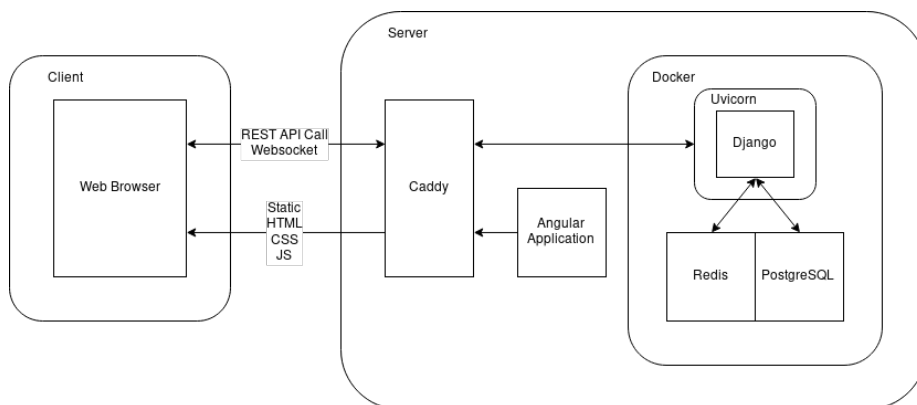 Server
Client
Docker
Uvicorn
Django
REST API Call
Websocket
Web Browser
Caddy
Static
HTML
CSS
JS
Angular
Application
Redis
PostgreSQL